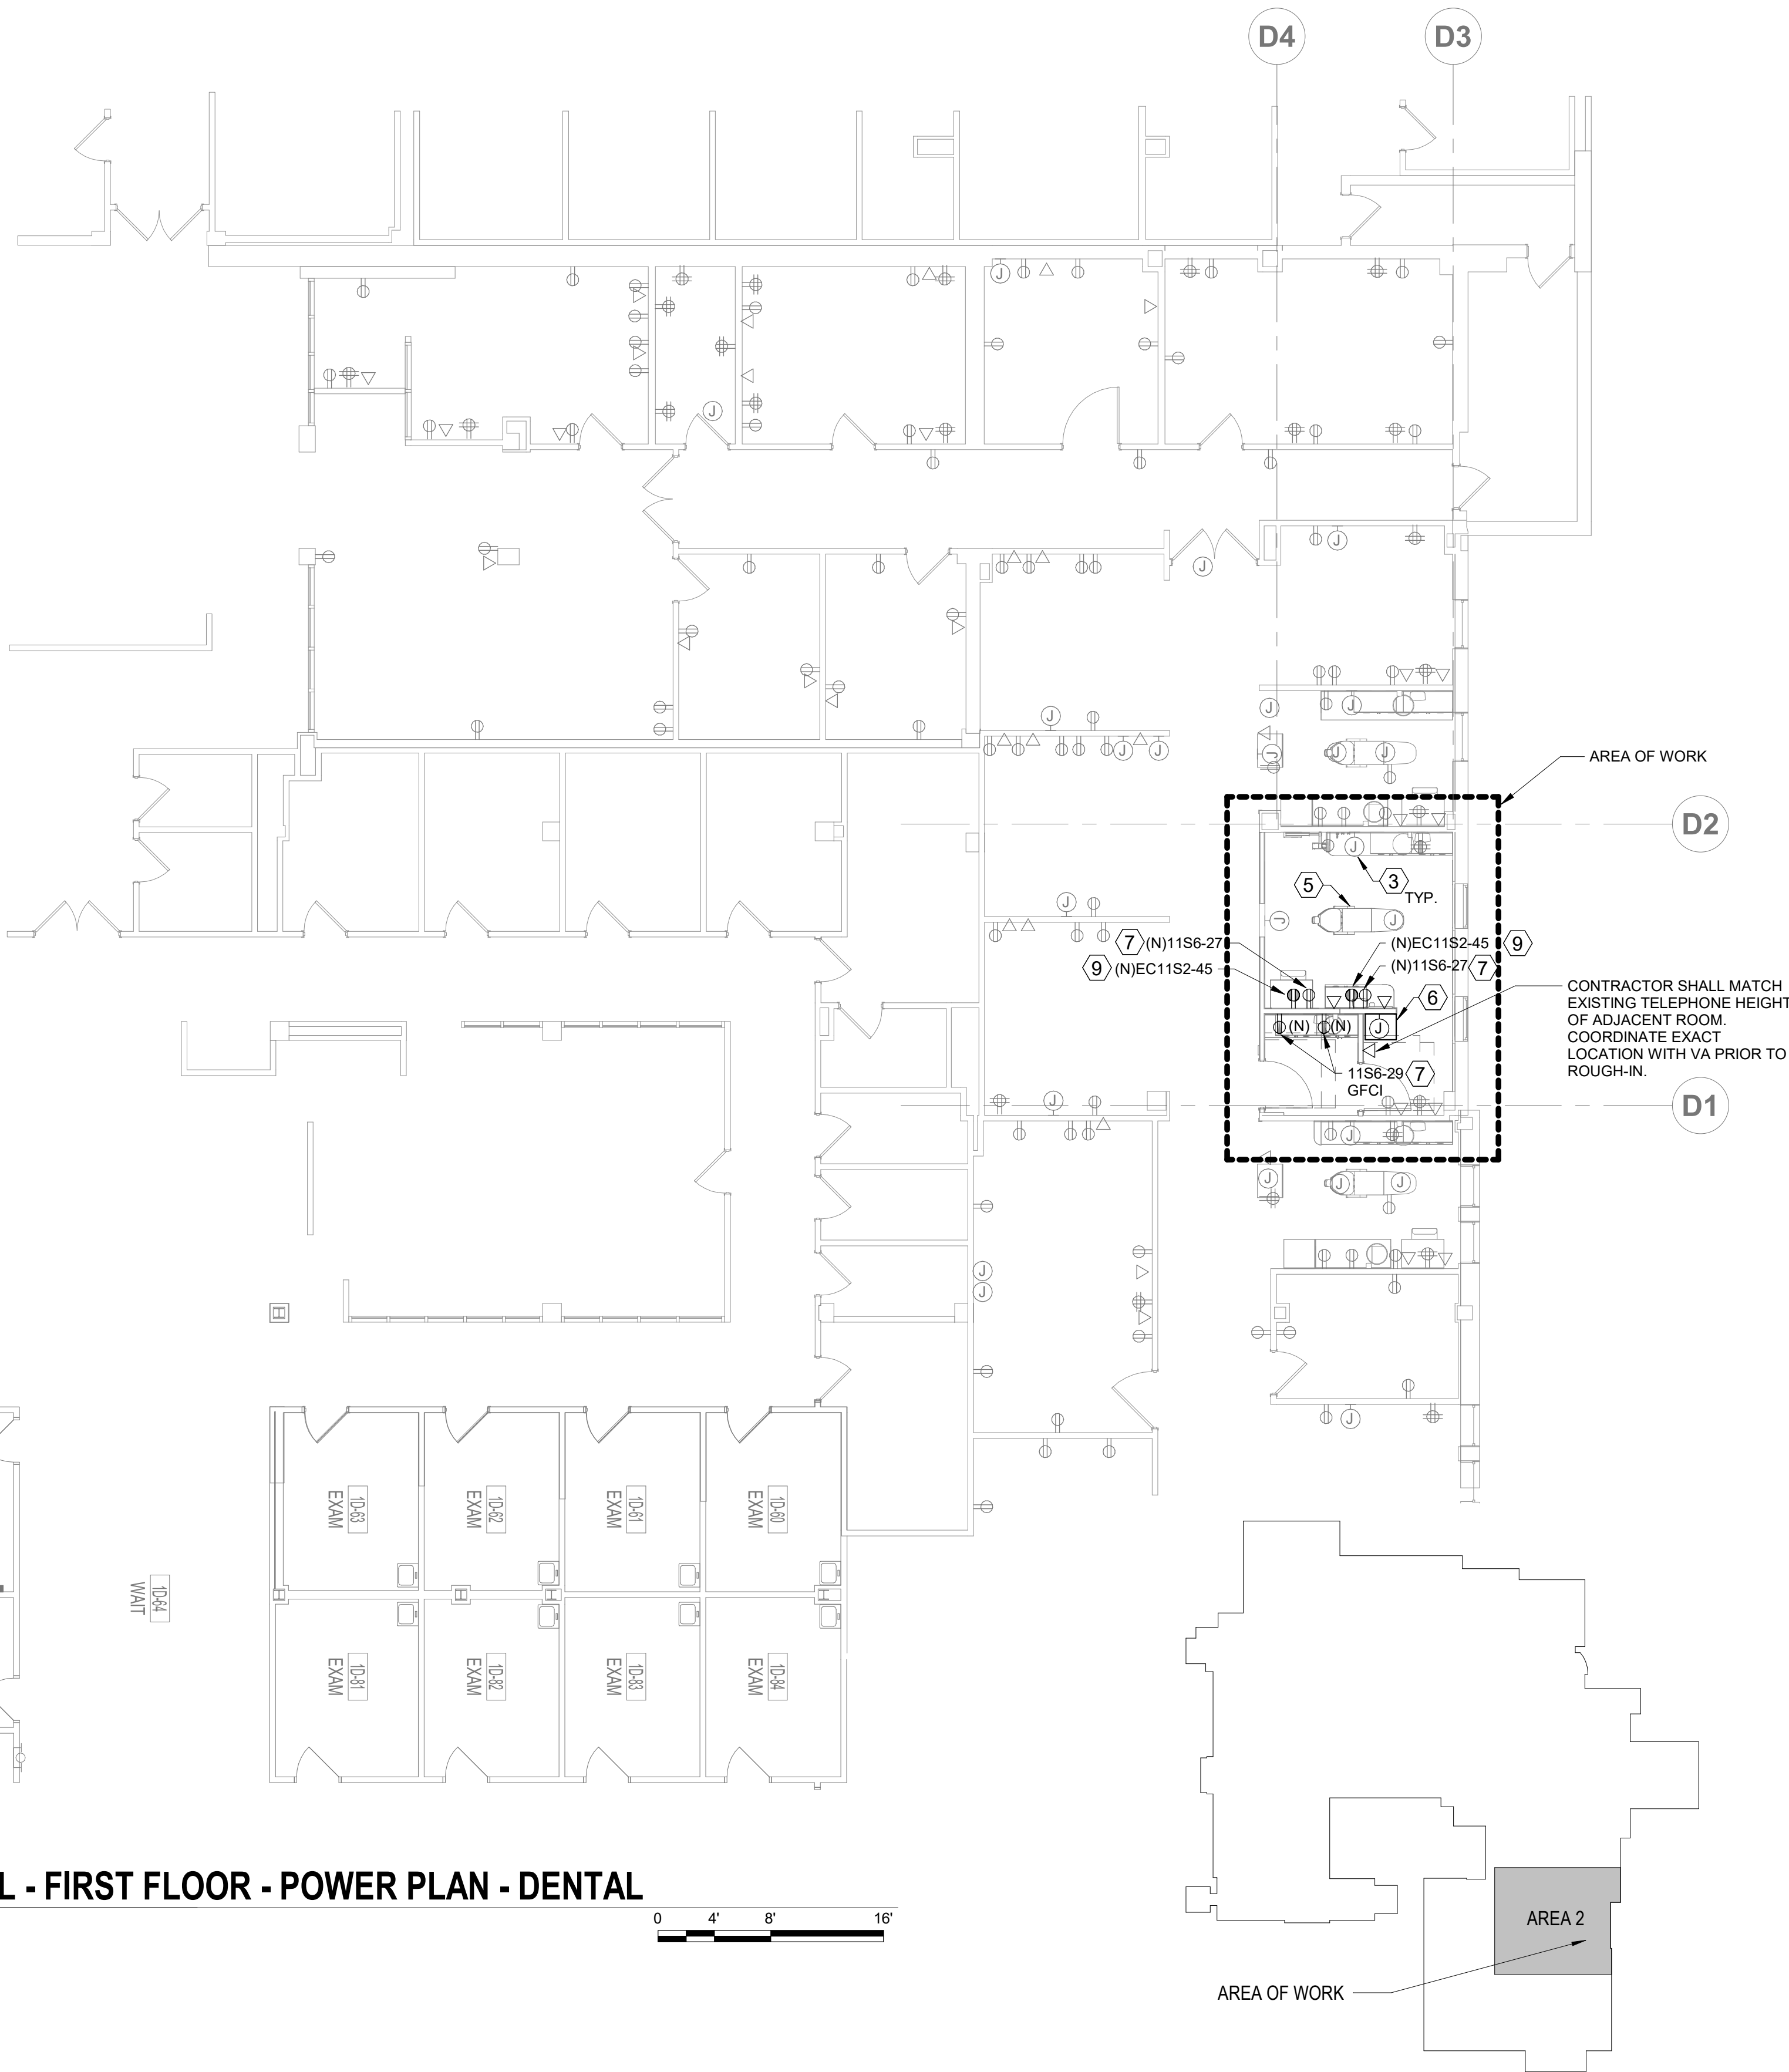 D4
D3
J
J
J
J
J
J
J
J
J
J
J
J
J
J
AREA OF WORK
D2
J
3
TYP.
5
J
J
J
7 (N)11S6-27
(N)EC11S2-45 9
9 (N)EC11S2-45
(N)11S6-27 7
6
CONTRACTOR SHALL MATCH
EXISTING TELEPHONE HEIGHT
OF ADJACENT ROOM.
COORDINATE EXACT
LOCATION WITH VA PRIOR TO
ROUGH-IN.
(N)
(N)
J
11S6-29 7
GFCI
J
D1
J
J
J
J
J
J
J
1D-63
EXAM
1D-62
EXAM
1D-61
EXAM
1D-60
EXAM
1D-64
WAIT
1D-81
EXAM
1D-82
EXAM
1D-83
EXAM
1D-84
EXAM
L - FIRST FLOOR - POWER PLAN - DENTAL
0 4' 8' 16'
AREA 2
AREA OF WORK